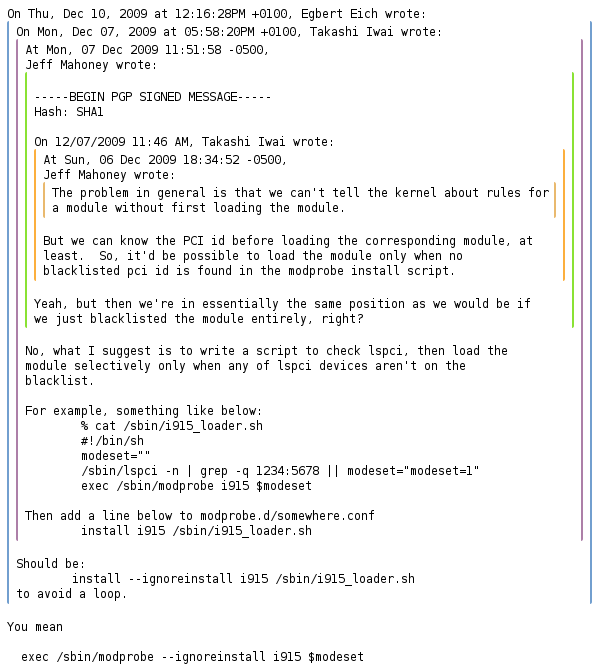 On Thu, Dec 10, 2009 at 12:16:28PM +0100, Egbert Eich wrote:
On Mon, Dec 07, 2009 at 05:58:20PM +0100, Takashi Iwai wrote:
At Mon, 07 Dec 2009 11:51:58 -0500,
Jeff Mahoney wrote:
-----BEGIN PGP SIGNED MESSAGE-----
Hash: SHA1
On 12/07/2009 11:46 AM, Takashi Iwai wrote:
At Sun, 06 Dec 2009 18:34:52 -0500,
Jeff Mahoney wrote:
The problem in general is that we can't tell the kernel about rules for
a module without first loading the module.
But we can know the PCI id before loading the corresponding module, at
least.  So, it'd be possible to load the module only when no
blacklisted pci id is found in the modprobe install script.
Yeah, but then we're in essentially the same position as we would be if
we just blacklisted the module entirely, right?
No, what I suggest is to write a script to check lspci, then load the
module selectively only when any of lspci devices aren't on the
blacklist.
For example, something like below:
% cat /sbin/i915_loader.sh
#!/bin/sh
modeset=""
/sbin/lspci -n | grep -q 1234:5678 || modeset="modeset=1"
exec /sbin/modprobe i915 $modeset
Then add a line below to modprobe.d/somewhere.conf
install i915 /sbin/i915_loader.sh
Should be:
install --ignoreinstall i915 /sbin/i915_loader.sh
to avoid a loop.
You mean
exec /sbin/modprobe --ignoreinstall i915 $modeset